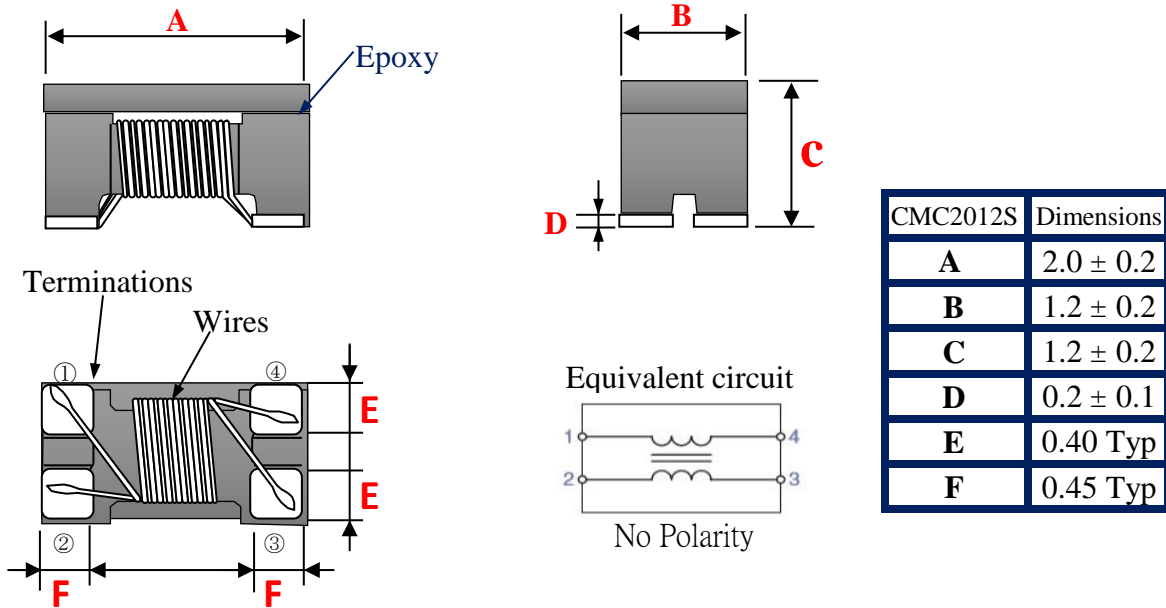 A
Epoxy
B
C
D
Terminations
Wires
①
④
E
E
②
③
F
F
Equivalent circuit
1
4
2
3
No Polarity
CMC2012S Dimensions
A 2.0 ± 0.2
B 1.2 ± 0.2
C 1.2 ± 0.2
D 0.2 ± 0.1
E 0.40 Typ
F 0.45 Typ